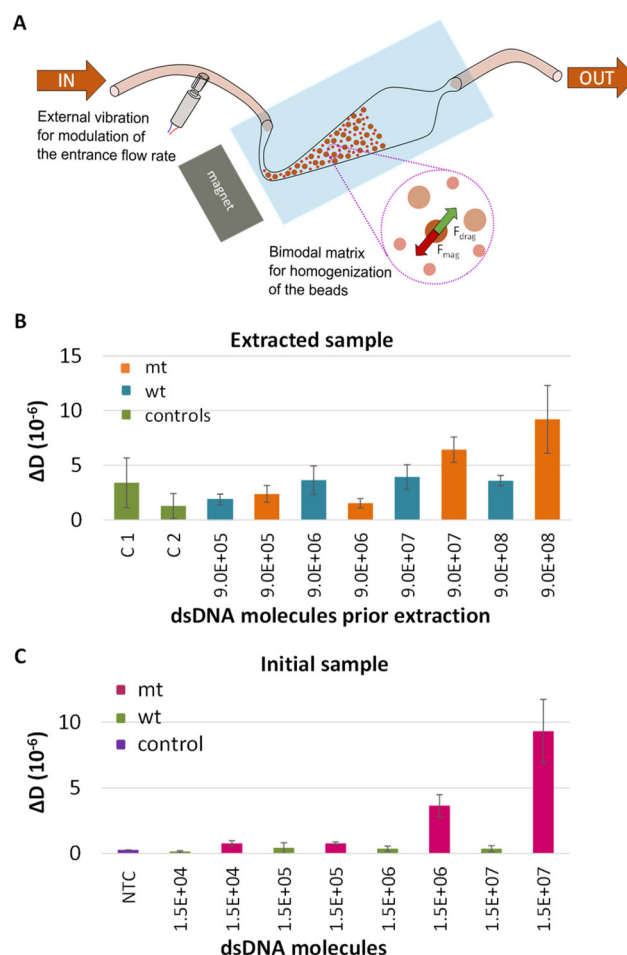 A
IN
OUT
External vibration
for modulation of
the entrance flow rate
magnet
Bimodal matrix
for homogenization
of the beads
Fdrag
Fmag
B
Extracted sample
mt
wt
controls
ΔD (10⁻⁶)
15
10
5
0
C 1
C 2
9.0E+05
9.0E+05
9.0E+06
9.0E+06
9.0E+07
9.0E+07
9.0E+08
9.0E+08
dsDNA molecules prior extraction
C
Initial sample
mt
wt
control
ΔD (10⁻⁶)
10
5
0
NTC
1.5E+04
1.5E+04
1.5E+05
1.5E+05
1.5E+06
1.5E+06
1.5E+07
1.5E+07
dsDNA molecules